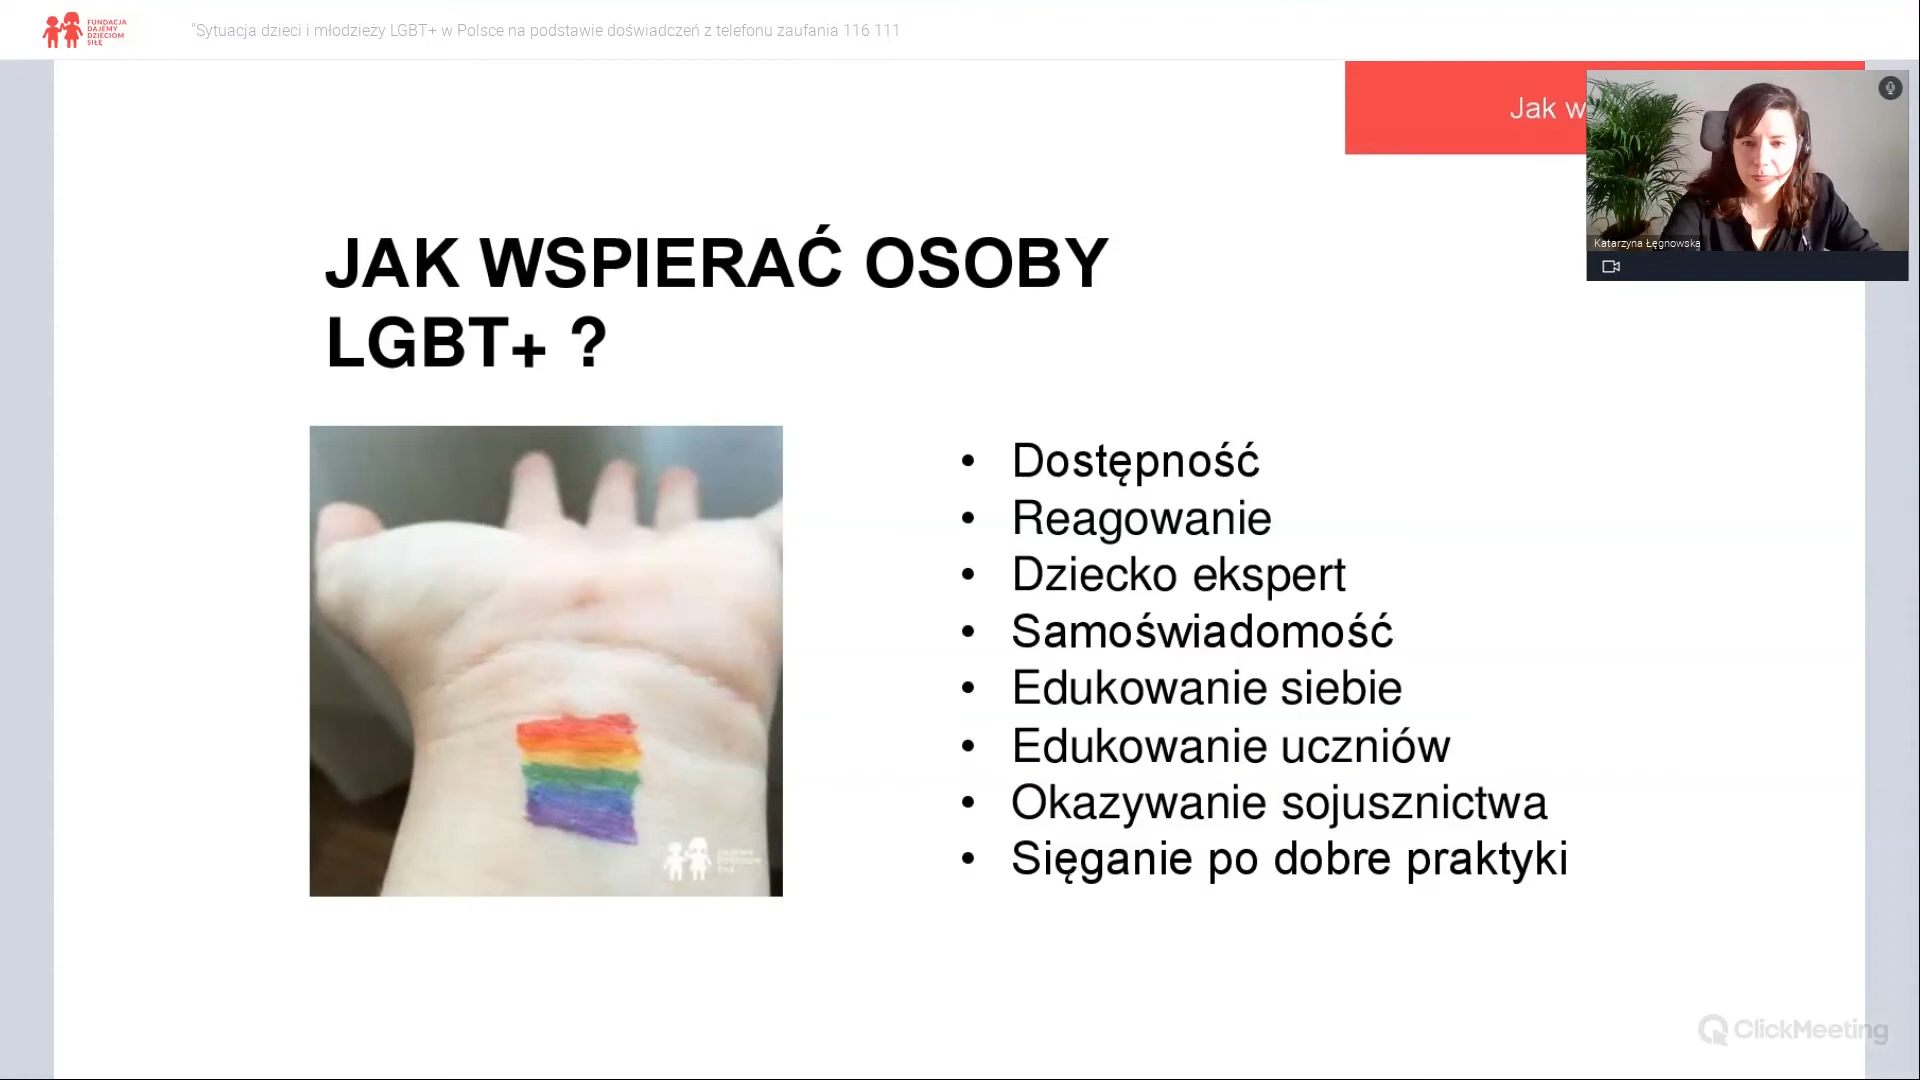 FUNDACJA
DAJEMY
DZIECIOM
SIŁĘ
"Sytuacja dzieci i młodzieży LGBT+ w Polsce na podstawie doświadczeń z telefonu zaufania 116 111
Jak w
Katarzyna Łęgnowska
JAK WSPIERAĆ OSOBY
LGBT+ ?
• Dostępność
• Reagowanie
• Dziecko ekspert
• Samoświadomość
• Edukowanie siebie
• Edukowanie uczniów
• Okazywanie sojusznictwa
• Sięganie po dobre praktyki
ClickMeeting